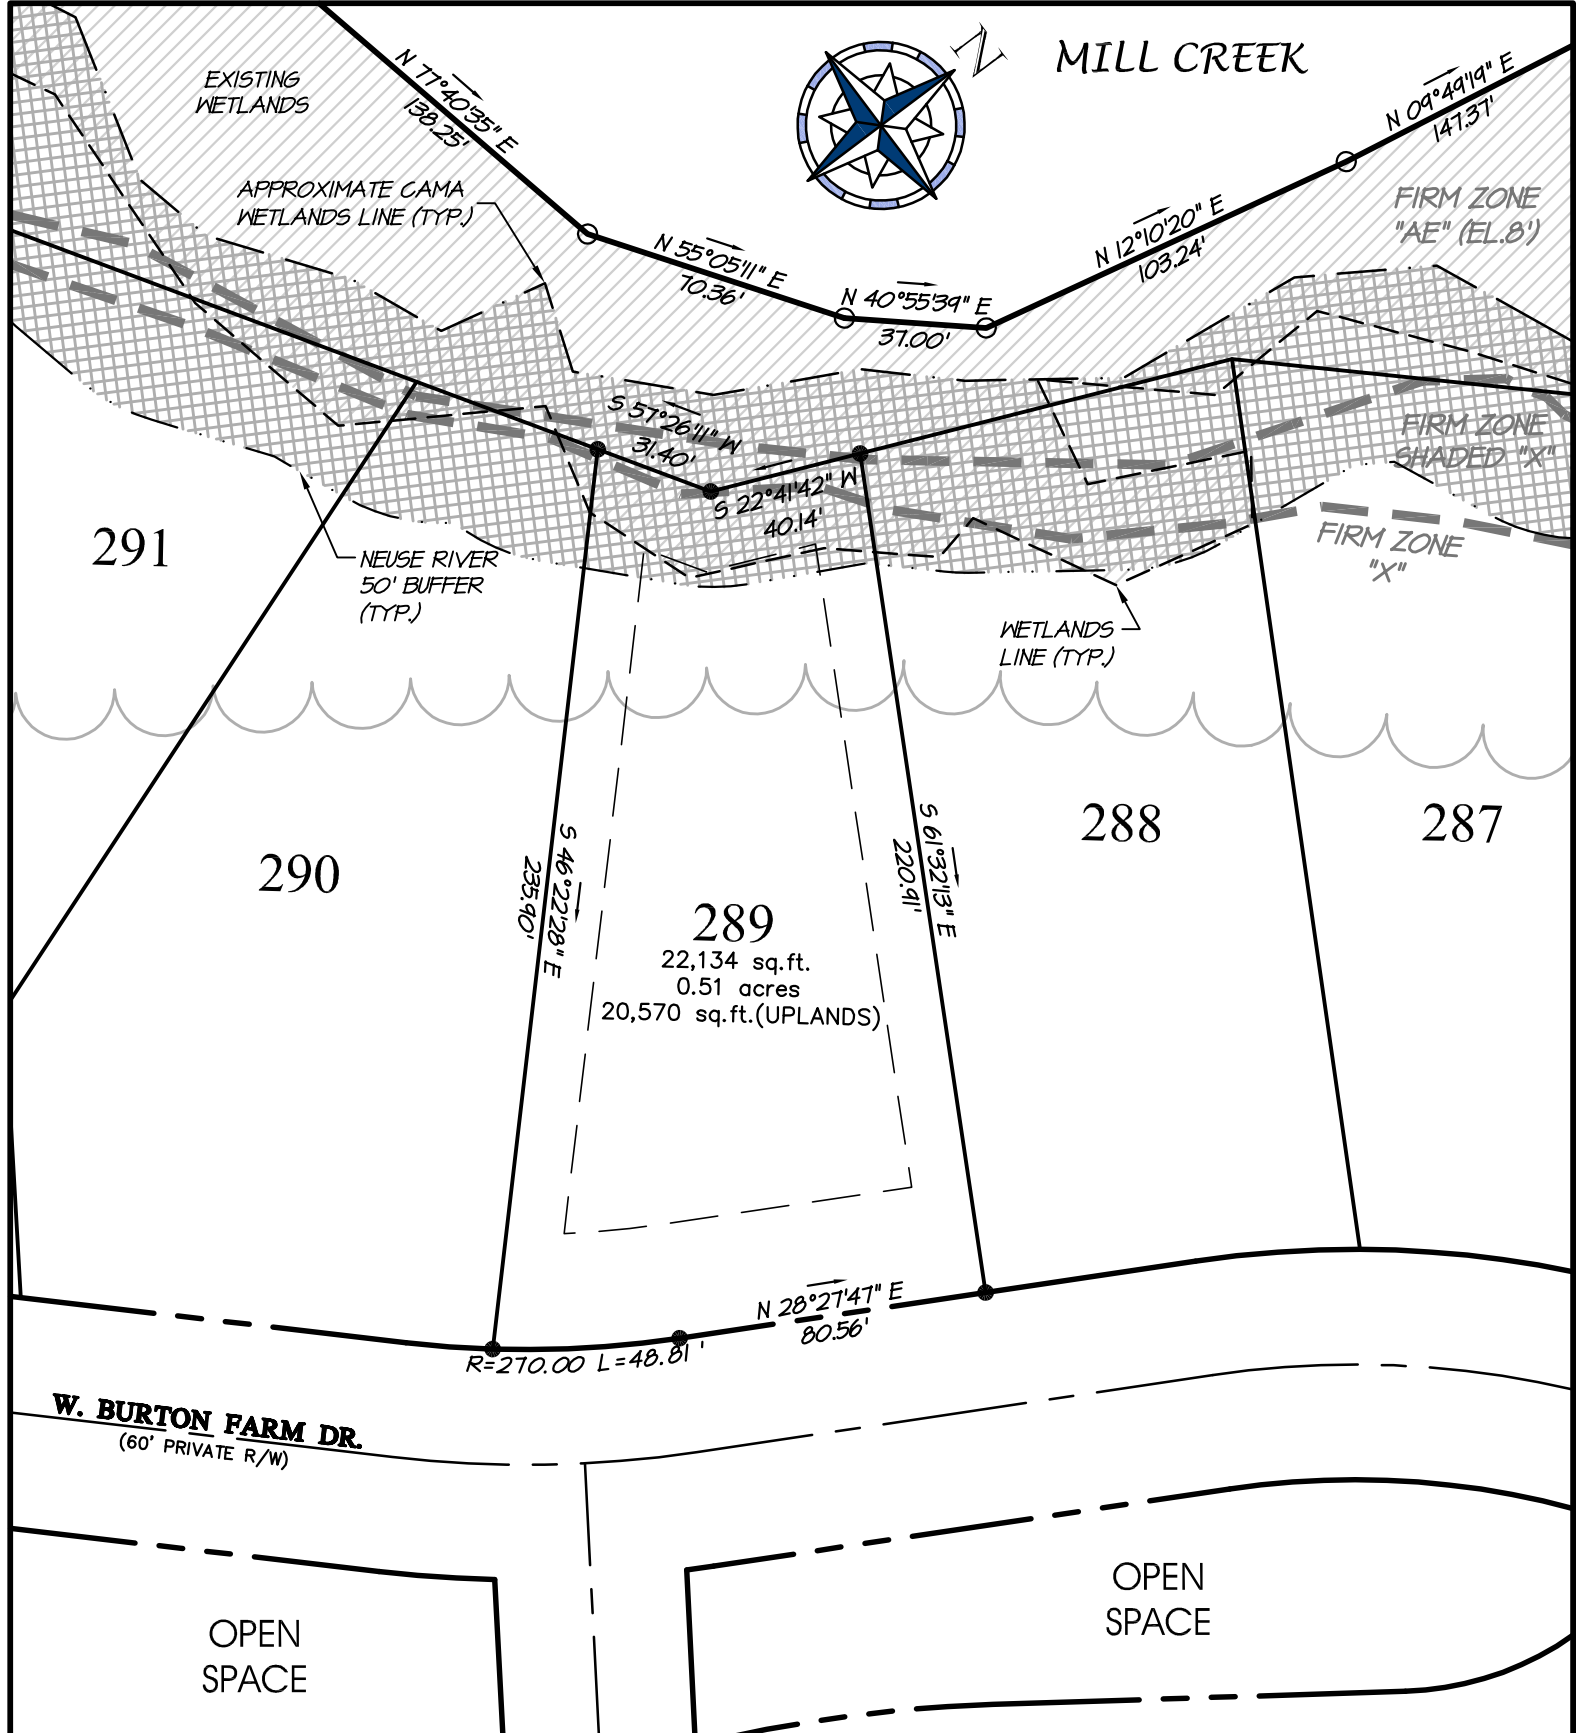 N
MILL CREEK
EXISTING
WETLANDS
N 77°40'35" E
138.25'
N 09°49'19" E
147.37'
APPROXIMATE CAMA
WETLANDS LINE (TYP.)
FIRM ZONE
"AE" (EL.8')
N 55°05'11" E
70.36'
N 12°10'20" E
103.24'
N 40°55'39" E
37.00'
S 57°26'11" W
31.40'
FIRM ZONE
SHADED "X"
S 22°41'42" W
40.14'
FIRM ZONE
"X"
291
NEUSE RIVER
50' BUFFER
(TYP.)
WETLANDS
LINE (TYP.)
290
S 46°22'28" E
235.90'
289
22,134 sq.ft.
0.51 acres
20,570 sq.ft.(UPLANDS)
S 61°32'13" E
220.91'
288
287
N 28°27'47" E
80.56'
R=270.00 L=48.81'
W. BURTON FARM DR.
(60' PRIVATE R/W)
OPEN
SPACE
OPEN
SPACE